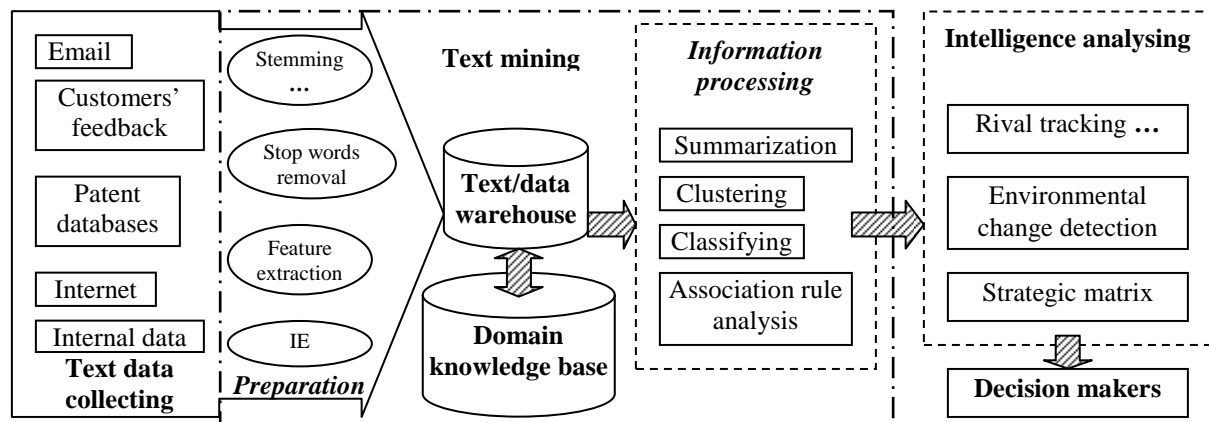 Email
Customers’
feedback
Patent
databases
Internet
Internal data
Text data
collecting
Stemming
...
Stop words
removal
Feature
extraction
IE
Preparation
Text mining
Text/data
warehouse
Domain
knowledge base
Information
processing
Summarization
Clustering
Classifying
Association rule
analysis
Intelligence analysing
Rival tracking ...
Environmental
change detection
Strategic matrix
Decision makers